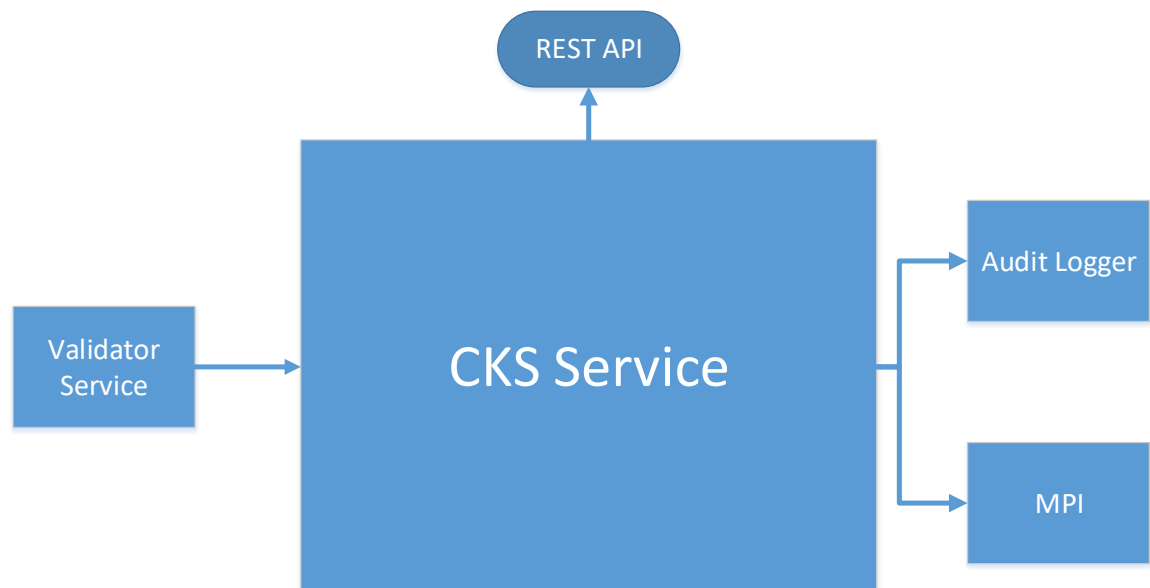 REST API
Audit Logger
Validator
Service
CKS Service
MPI